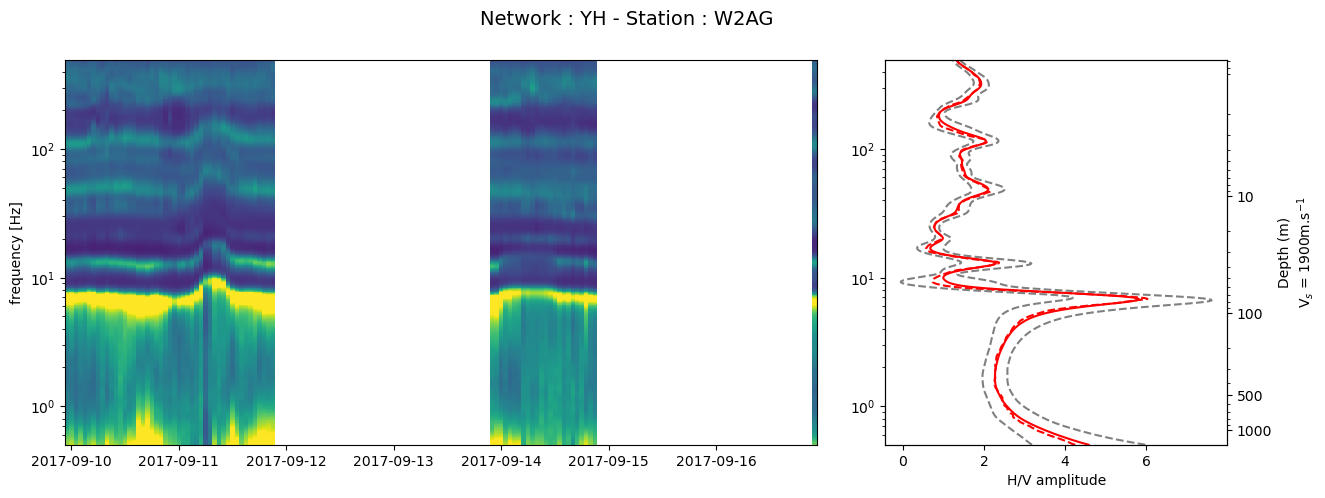 Network : YH - Station : W2AG
frequency [Hz]
10²
10¹
10⁰
2017-09-10 2017-09-11 2017-09-12 2017-09-13 2017-09-14 2017-09-15 2017-09-16
10²
10¹
10⁰
0 2 4 6
H/V amplitude
10
100
500
1000
Depth (m)
Vₛ = 1900m.s⁻¹